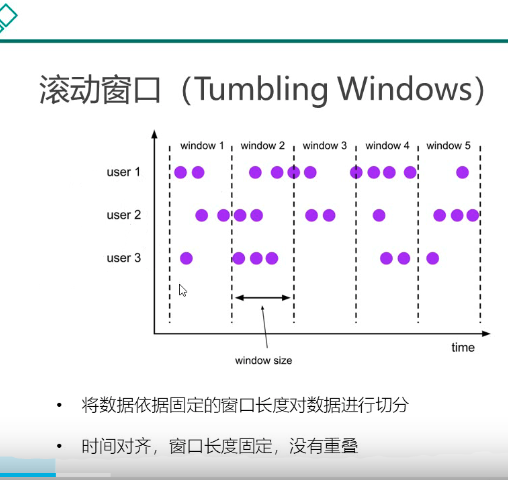 滚动窗口（Tumbling Windows）
window 1 window 2 window 3 window 4 window 5
user 1
user 2
user 3
window size
time
• 将数据依据固定的窗口长度对数据进行切分
• 时间对齐，窗口长度固定，没有重叠